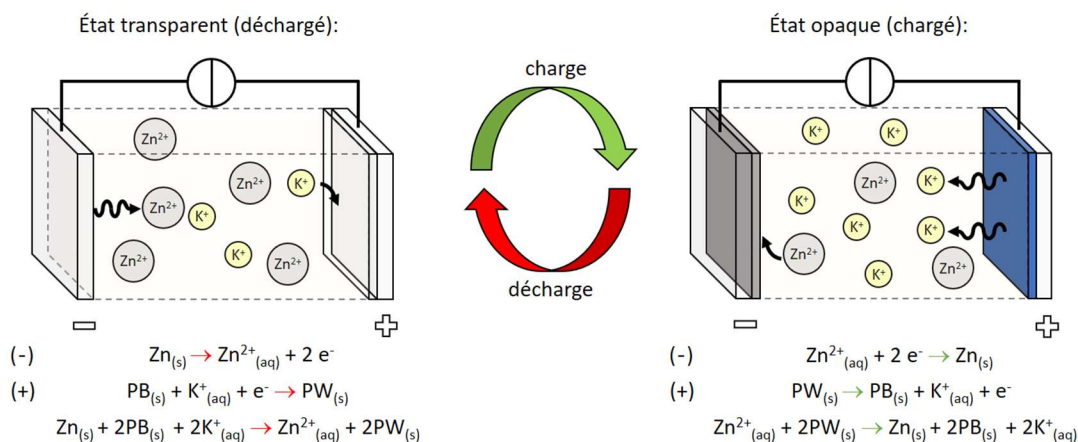 État transparent (déchargé):
État opaque (chargé):
charge
décharge
Zn²⁺
Zn²⁺
Zn²⁺
K⁺
K⁺
Zn²⁺
K⁺
Zn²⁺
K⁺
K⁺
Zn²⁺
K⁺
K⁺
K⁺
K⁺
Zn²⁺
Zn²⁺
K⁺
(-) Zn(s) → Zn²⁺(aq) + 2 e⁻
(+) PB(s) + K⁺(aq) + e⁻ → PW(s)
Zn(s) + 2PB(s) + 2K⁺(aq) → Zn²⁺(aq) + 2PW(s)
(-) Zn²⁺(aq) + 2 e⁻ → Zn(s)
(+) PW(s) → PB(s) + K⁺(aq) + e⁻
Zn²⁺(aq) + 2PW(s) → Zn(s) + 2PB(s) + 2K⁺(aq)